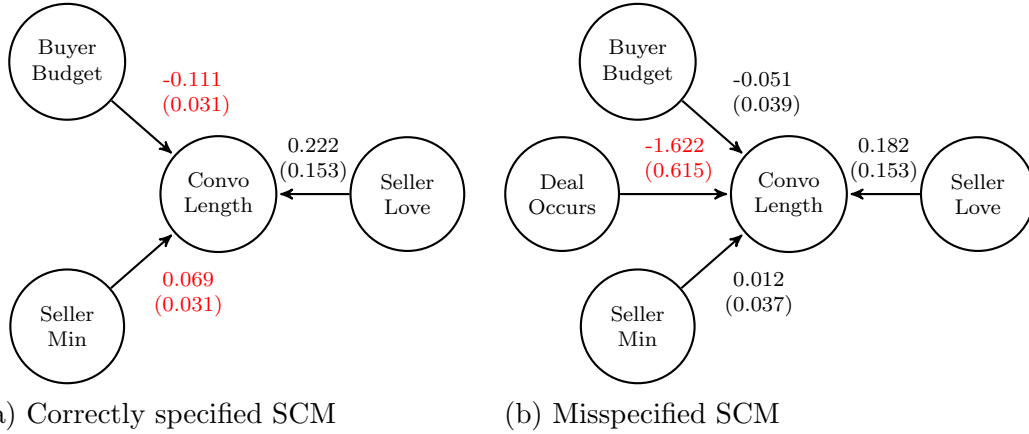 Buyer
Budget
-0.111
(0.031)
Convo
Length
0.222
(0.153)
Seller
Love
0.069
(0.031)
Seller
Min
) Correctly specified SCM
Buyer
Budget
-0.051
(0.039)
Deal
Occurs
-1.622
(0.615)
Convo
Length
0.182
(0.153)
Seller
Love
0.012
(0.037)
Seller
Min
(b) Misspecified SCM